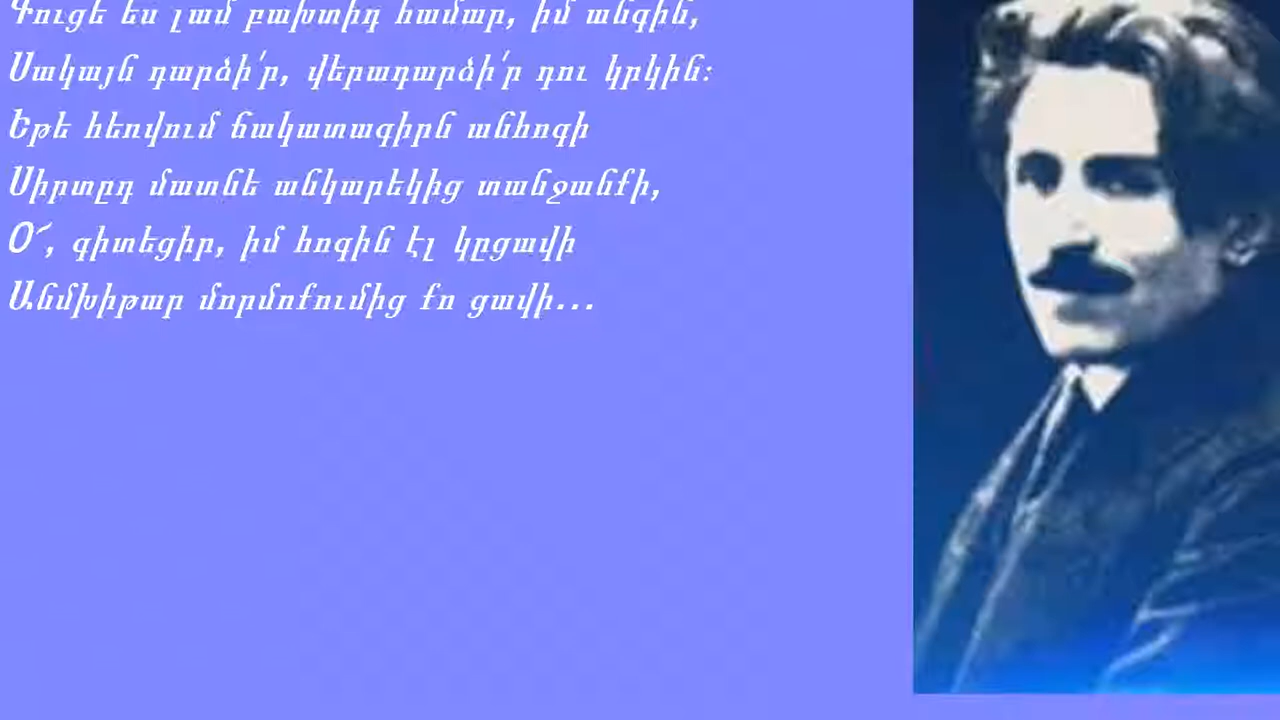 Գուցե ես լամ բախտիդ համար, իմ անգին,
Սակայն դարձի՛ր, վերադարձի՛ր դու կրկին:
Եթե հեռվում ճակատագիրն անհոգի
Սիրտըդ մատնե անկարեկից տանջանքի,
Օ՜, գիտեցիր, իմ հոգին էլ կըցավի
Անմխիթար մորմոքումից քո ցավի...